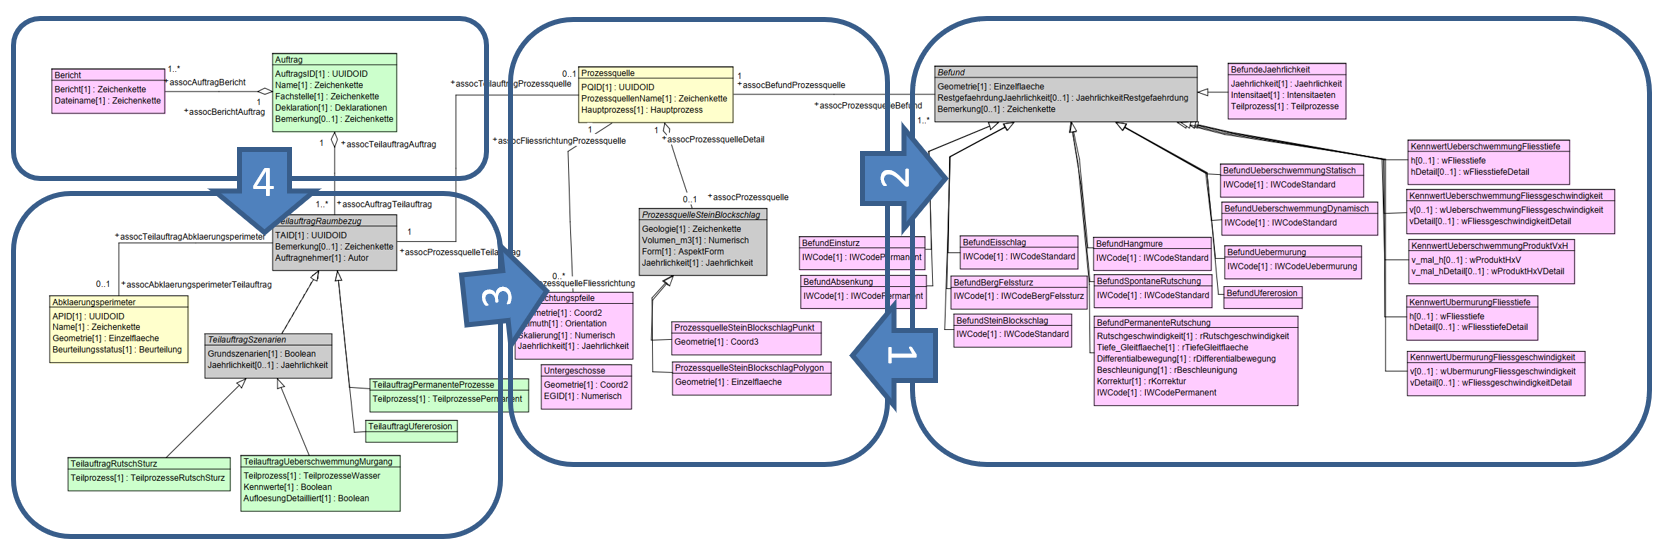 Bericht
Bericht[1] : Zeichenkette
Dateiname[1] : Zeichenkette
1..*
+assocAuftragBericht
1
+assocBerichtAuftrag
Auftrag
AuftragsID[1] : UUIDOID
Name[1] : Zeichenkette
Fachstelle[1] : Zeichenkette
Deklaration[1] : Deklarationen
Bemerkung[0..1] : Zeichenkette
1
+assocTeilauftragAuftrag
4
1..*
+assocAuftragTeilauftrag
TeilauftragRaumbezug
TAID[1] : UUIDOID
Bemerkung[0..1] : Zeichenkette
Auftragnehmer[1] : Autor
+assocTeilauftragAbklaerungsperimeter
0..1
+assocAbklaerungsperimeterTeilauftrag
1
+assocProzessquelleTeilauftrag
Abklaerungsperimeter
APID[1] : UUIDOID
Name[1] : Zeichenkette
Geometrie[1] : Einzelflaeche
Beurteilungsstatus[1] : Beurteilung
TeilauftragSzenarien
Grundszenarien[1] : Boolean
Jaehrlichkeit[0..1] : Jaehrlichkeit
TeilauftragPermanenteProzesse
Teilprozess[1] : TeilprozessePermanent
TeilauftragUfererosion
TeilauftragRutschSturz
Teilprozess[1] : TeilprozesseRutschSturz
TeilauftragUeberschwemmungMurgang
Teilprozess[1] : TeilprozesseWasser
Kennwerte[1] : Boolean
AufloesungDetailliert[1] : Boolean
3
0..1
+assocTeilauftragProzessquelle
Prozessquelle
PQID[1] : UUIDOID
ProzessquellenName[1] : Zeichenkette
Hauptprozess[1] : Hauptprozess
1
+assocBefundProzessquelle
+assocProzessquelleBefund
1..*
1
+assocFliessrichtungProzessquelle
1
+assocProzessquelleDetail
+assocProzessquelle
0..1
ProzessquelleSteinBlockschlag
Geologie[1] : Zeichenkette
Volumen_m3[1] : Numerisch
Form[1] : AspektForm
Jaehrlichkeit[1] : Jaehrlichkeit
0..*
zessquelleFliessrichtung
chtungspfeile
metrie[1] : Coord2
muth[1] : Orientation
Skalierung[1] : Numerisch
Jaehrlichkeit[1] : Jaehrlichkeit
Untergeschosse
Geometrie[1] : Coord2
EGID[1] : Numerisch
ProzessquelleSteinBlockschlagPunkt
Geometrie[1] : Coord3
ProzessquelleSteinBlockschlagPolygon
Geometrie[1] : Einzelflaeche
2
1
Befund
Geometrie[1] : Einzelflaeche
RestgefaehrdungJaehrlichkeit[0..1] : JaehrlichkeitRestgefaehrdung
Bemerkung[0..1] : Zeichenkette
BefundeJaehrlichkeit
Jaehrlichkeit[1] : Jaehrlichkeit
Intensitaet[1] : Intensitaeten
Teilprozess[1] : Teilprozesse
BefundEinsturz
IWCode[1] : IWCodePermanent
BefundAbsenkung
IWCode[1] : IWCodePermanent
BefundEisschlag
IWCode[1] : IWCodeStandard
BefundBergFelssturz
IWCode[1] : IWCodeBergFelssturz
BefundSteinBlockschlag
IWCode[1] : IWCodeStandard
BefundHangmure
IWCode[1] : IWCodeStandard
BefundSpontaneRutschung
IWCode[1] : IWCodeStandard
BefundPermanenteRutschung
Rutschgeschwindigkeit[1] : rRutschgeschwindigkeit
Tiefe_Gleitflaeche[1] : rTiefeGleitflaeche
Differentialbewegung[1] : rDifferentialbewegung
Beschleunigung[1] : rBeschleunigung
Korrektur[1] : rKorrektur
IWCode[1] : IWCodePermanent
BefundUeberschwemmungStatisch
IWCode[1] : IWCodeStandard
BefundUeberschwemmungDynamisch
IWCode[1] : IWCodeStandard
BefundUebermurung
IWCode[1] : IWCodeUebermurung
BefundUfererosion
KennwertUeberschwemmungFliesstiefe
h[0..1] : wFliesstiefe
hDetail[0..1] : wFliesstiefeDetail
KennwertUeberschwemmungFliessgeschwindigkeit
v[0..1] : wUeberschwemmungFliessgeschwindigkeit
vDetail[0..1] : wFliessgeschwindigkeitDetail
KennwertUeberschwemmungProduktVxH
v_mal_h[0..1] : wProduktHxV
v_mal_hDetail[0..1] : wProduktHxVDetail
KennwertUbermurungFliesstiefe
h[0..1] : wFliesstiefe
hDetail[0..1] : wFliesstiefeDetail
KennwertUbermurungFliessgeschwindigkeit
v[0..1] : wUbermurungFliessgeschwindigkeit
vDetail[0..1] : wFliessgeschwindigkeitDetail